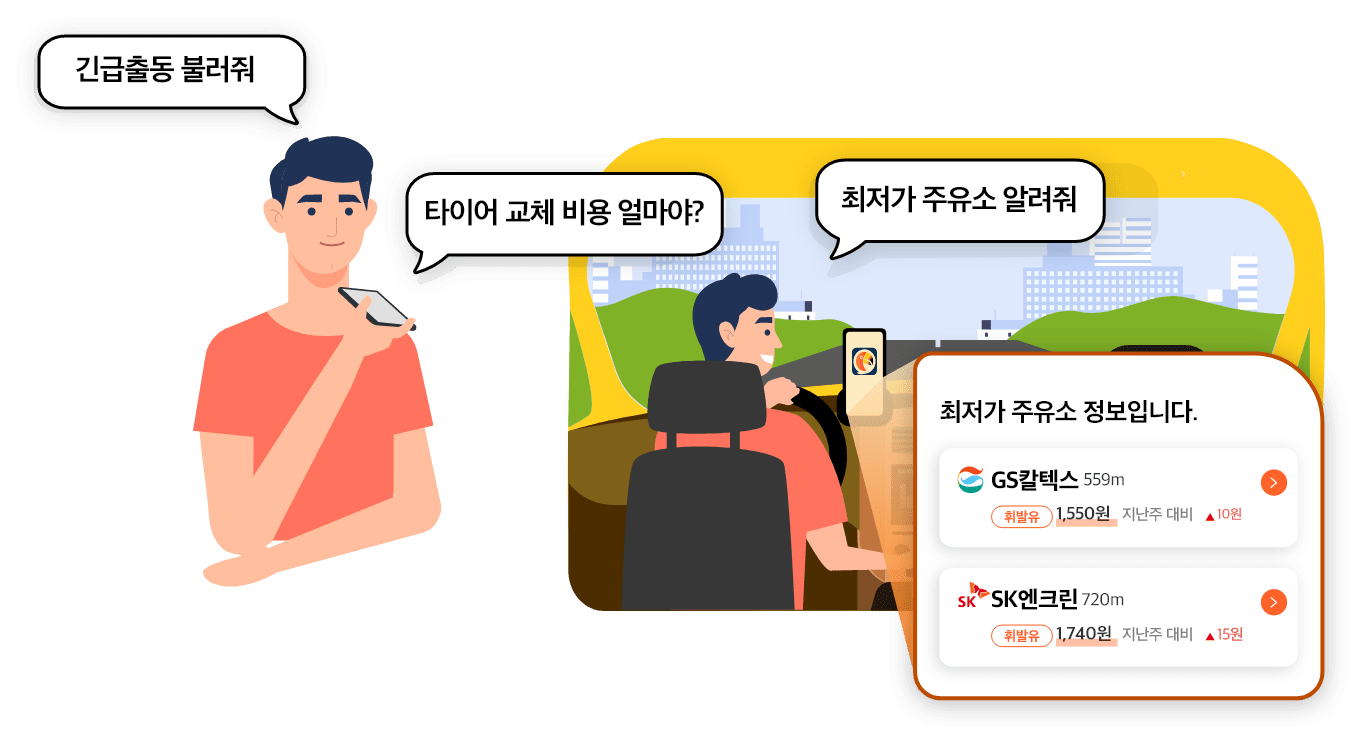 긴급출동 불러줘
타이어 교체 비용 얼마야?
최저가 주유소 알려줘
최저가 주유소 정보입니다.
GS칼텍스 559m
휘발유 1,550원 지난주 대비 ▲10원
SK SK엔크린 720m
휘발유 1,740원 지난주 대비 ▲15원